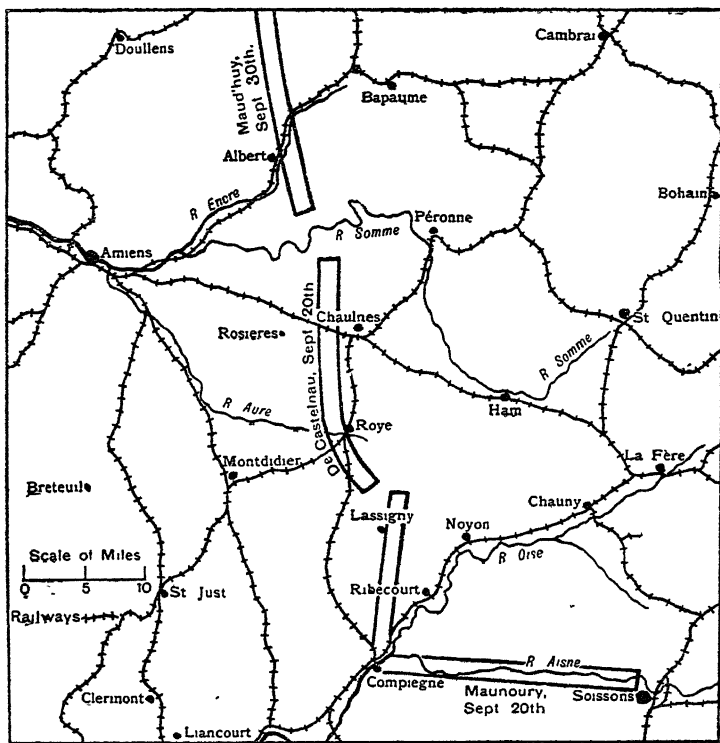 Doullens
Cambrai
Maud'huy,
Sept 30th.
Bapaume
Albert
R Encre
Bohain
Péronne
R Somme
Amiens
De Castelnau, Sept 20th
Chaulnes
St Quentin
Rosieres
R Somme
R Aure
Ham
Roye
Montdidier
La Fère
Breteuil
Chauny
Lassigny
Noyon
Scale of Miles
0 5 10
R Oise
St Just
Ribecourt
Railways
R Aisne
Compiegne
Maunoury,
Sept 20th
Soissons
Clermont
Liancourt